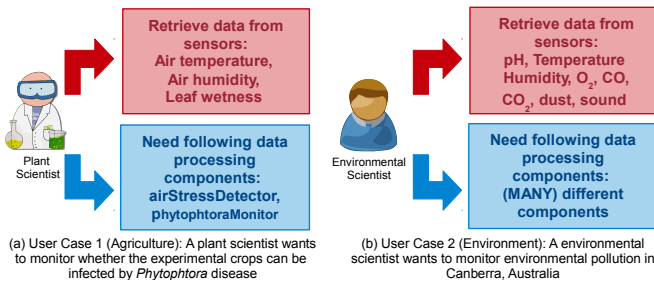 Retrieve data from
sensors:
Air temperature,
Air humidity,
Leaf wetness
Plant
Scientist
Need following data
processing
components:
airStressDetector,
phytophtoraMonitor
(a) User Case 1 (Agriculture): A plant scientist wants
to monitor whether the experimental crops can be
infected by Phytophtora disease
Retrieve data from
sensors:
pH, Temperature
Humidity, O₂, CO,
CO₂, dust, sound
Environmental
Scientist
Need following data
processing
components:
(MANY) different
components
(b) User Case 2 (Environment): A environmental
scientist wants to monitor environmental pollution in
Canberra, Australia